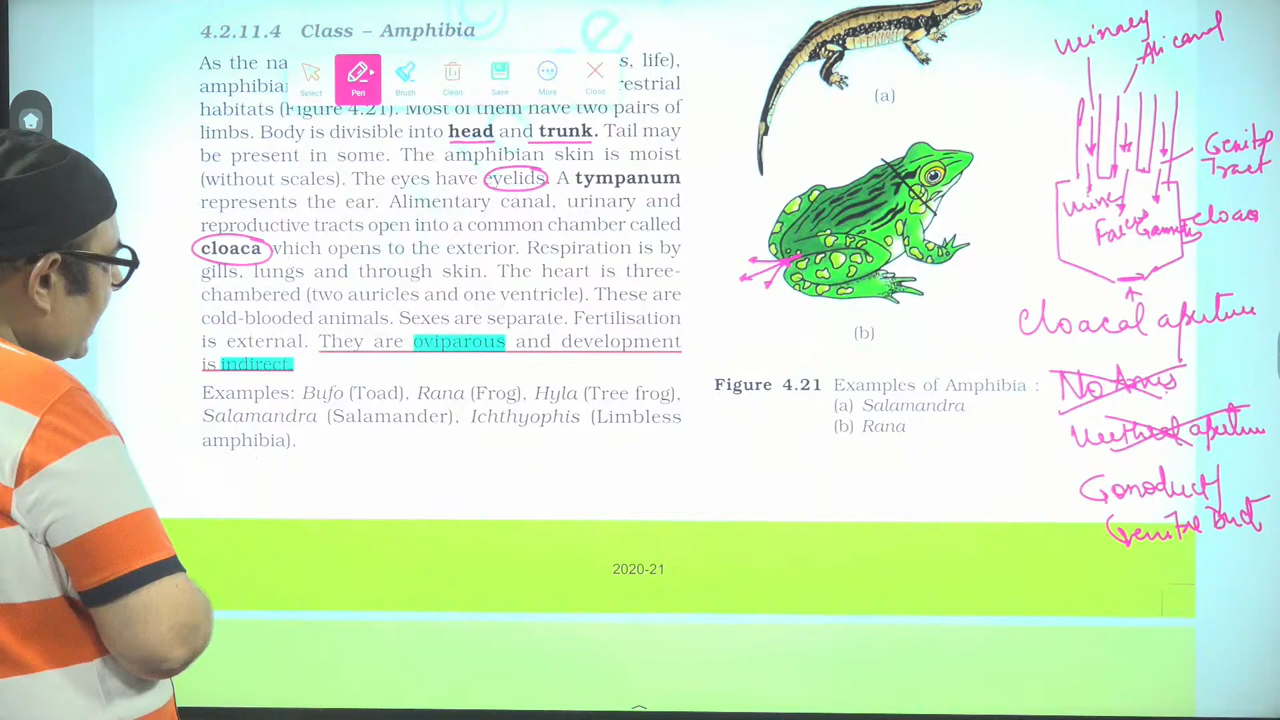 4.2.11.4 Class – Amphibia
As the na s, life),
amphibia restrial
habitats (Figure 4.21). Most of them have two pairs of
limbs. Body is divisible into head and trunk. Tail may
be present in some. The amphibian skin is moist
(without scales). The eyes have eyelids. A tympanum
represents the ear. Alimentary canal, urinary and
reproductive tracts open into a common chamber called
cloaca which opens to the exterior. Respiration is by
gills, lungs and through skin. The heart is three-
chambered (two auricles and one ventricle). These are
cold-blooded animals. Sexes are separate. Fertilisation
is external. They are oviparous and development
is indirect.
Examples: Bufo (Toad), Rana (Frog), Hyla (Tree frog),
Salamandra (Salamander), Ichthyophis (Limbless
amphibia).
Select
Pen
Brush
Clean
Save
More
Close
(a)
(b)
Figure 4.21 Examples of Amphibia :
(a) Salamandra
(b) Rana
urinary
Ali canal
Genital
Tract
urine
Faeces
cloaca
Cloacal aperture
No Anus
aperture
Gonoduct/
Genital Duct
2020-21